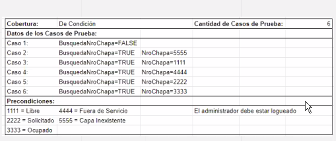 Cobertura: De Condición Cantidad de Casos de Prueba: 6
Datos de los Casos de Prueba:
Caso 1: BusquedaNroChapa=FALSE
Caso 2: BusquedaNroChapa=TRUE NroChapa=5555
Caso 3: BusquedaNroChapa=TRUE NroChapa=1111
Caso 4: BusquedaNroChapa=TRUE NroChapa=4444
Caso 5: BusquedaNroChapa=TRUE NroChapa=2222
Caso 6: BusquedaNroChapa=TRUE NroChapa=3333
Precondiciones:
1111 = Libre 4444 = Fuera de Servicio El administrador debe estar logueado
2222 = Solicitado 5555 = Capa Inexistente
3333 = Ocupado